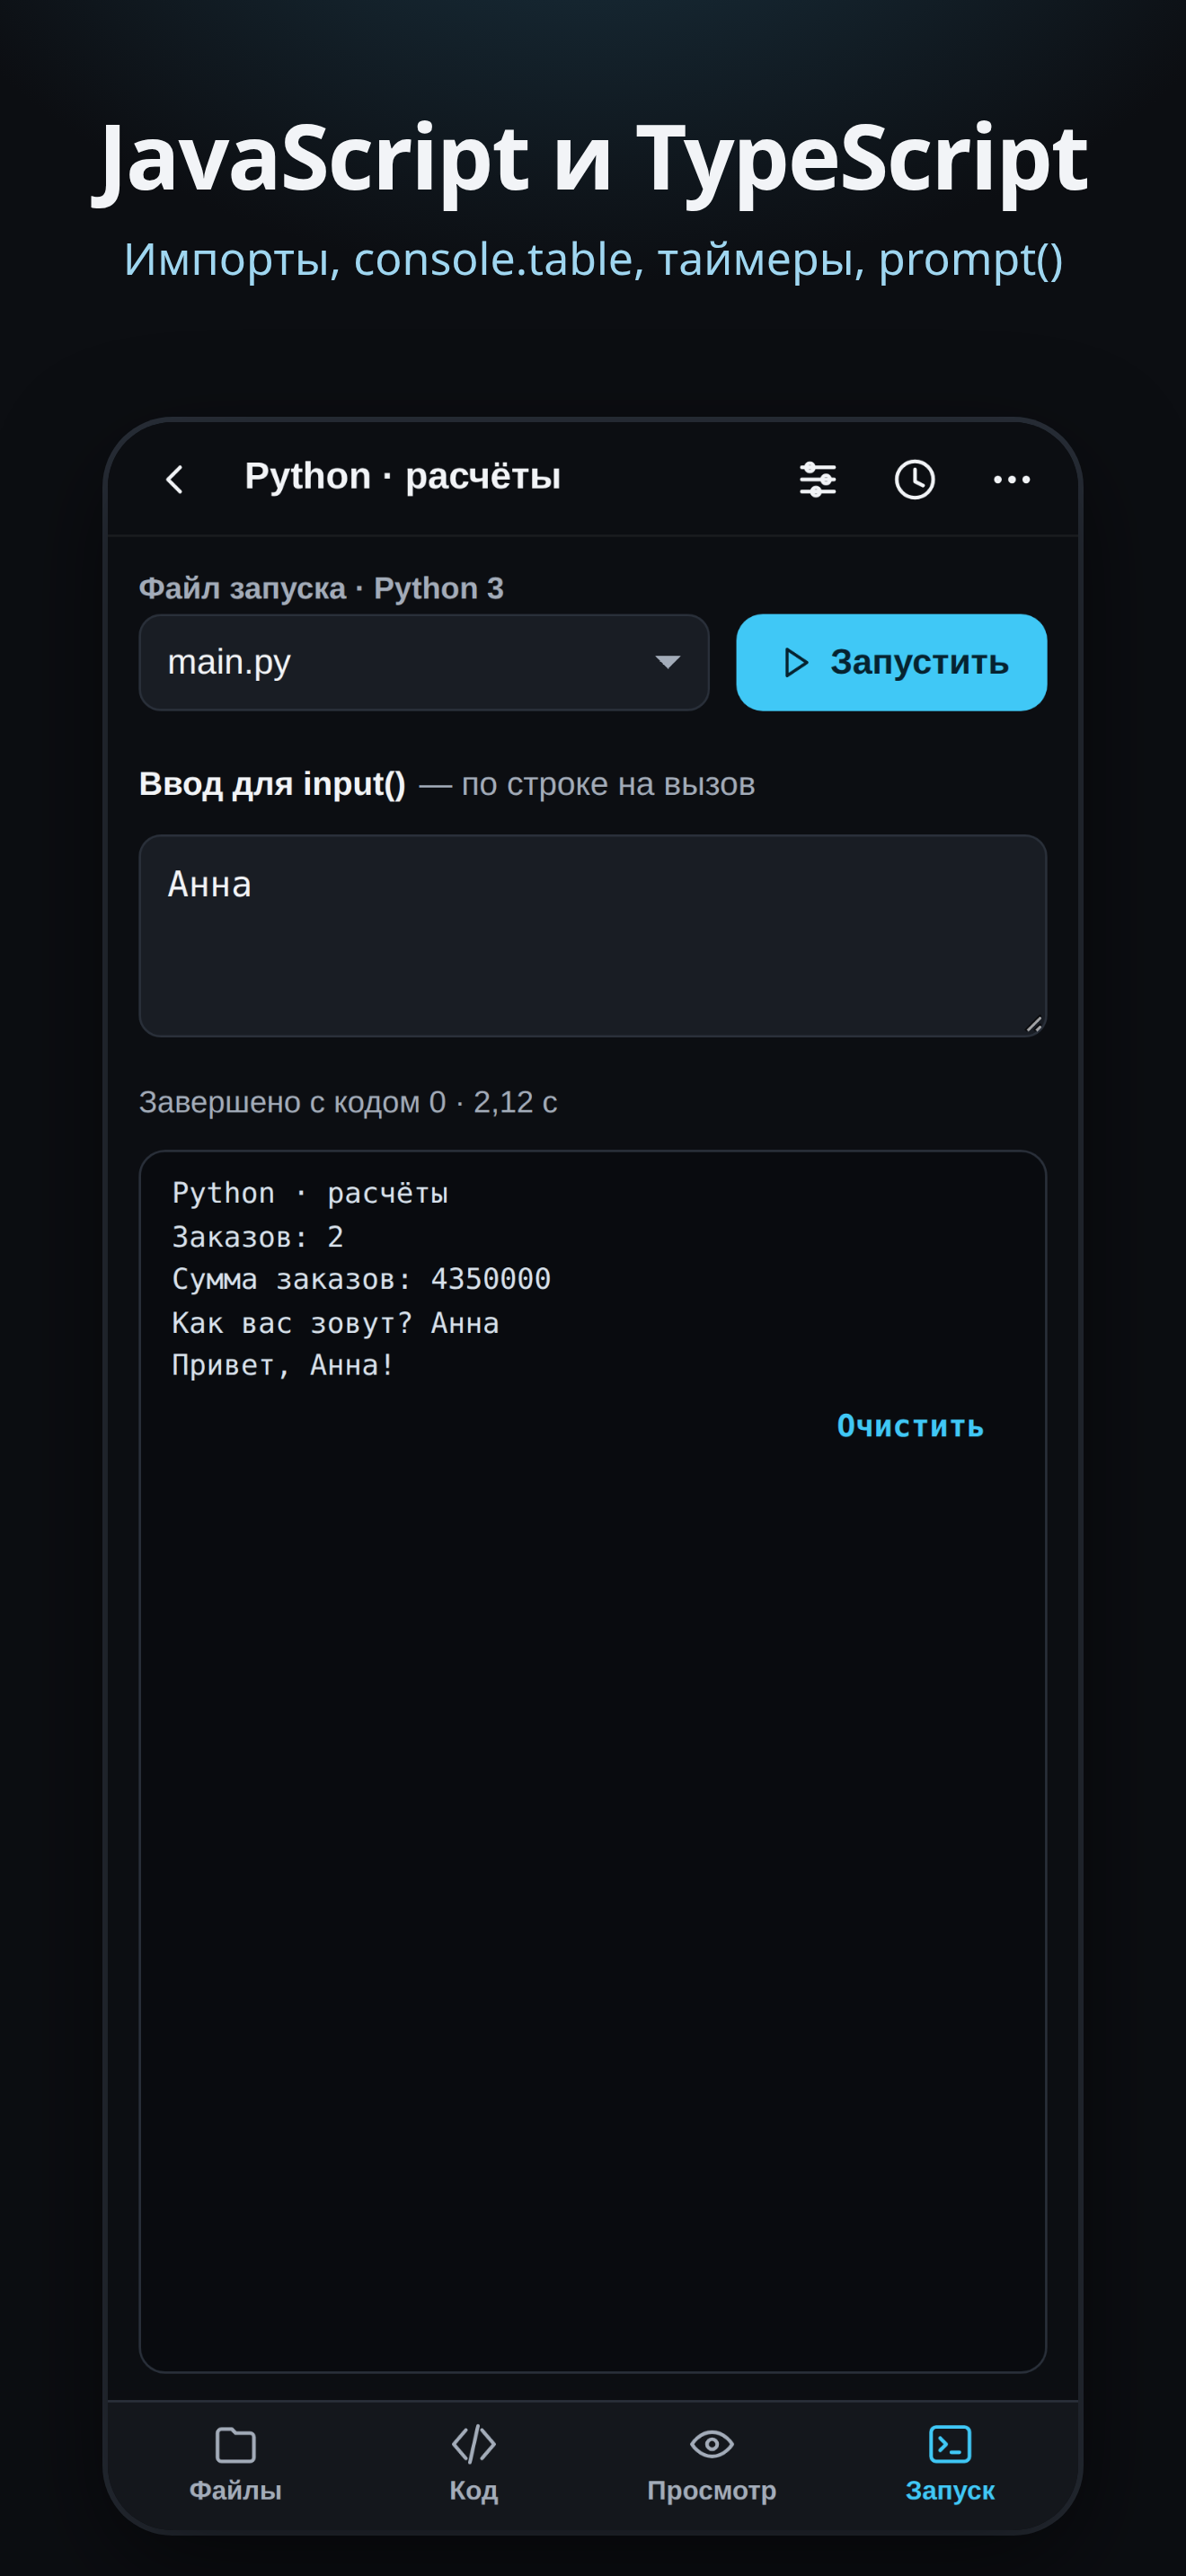 JavaScript и TypeScript
Импорты, console.table, таймеры, prompt()
Python · расчёты
Файл запуска · Python 3
main.py
Запустить
Ввод для input() — по строке на вызов
Анна
Завершено с кодом 0 · 2,12 с
Python · расчёты
Заказов: 2
Сумма заказов: 4350000
Как вас зовут? Анна
Привет, Анна!
Очистить
Файлы Код Просмотр Запуск